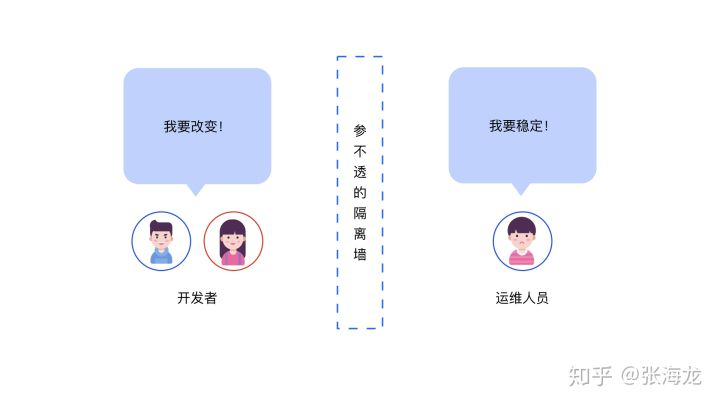 我要改变！
我要稳定！
参不透的隔离墙
开发者
运维人员
知乎 @张海龙